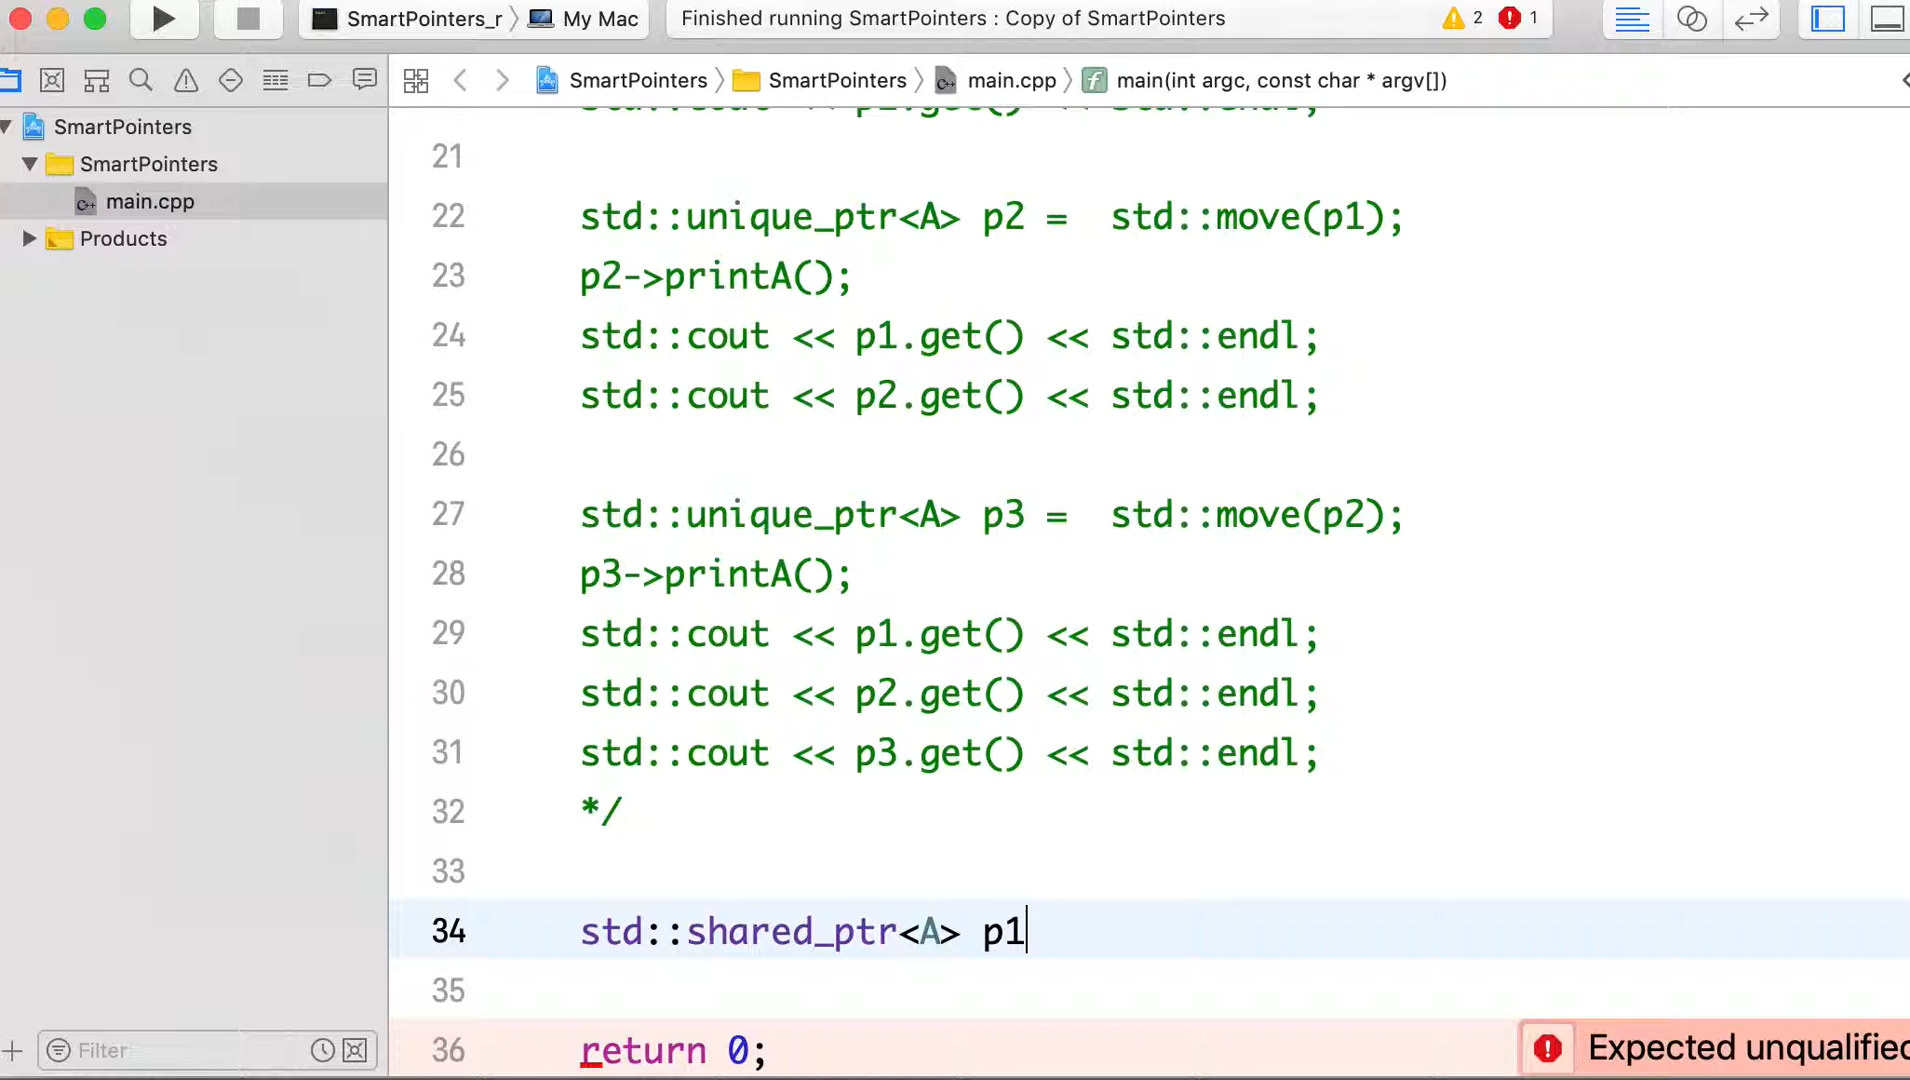 SmartPointers_r 〉 My Mac
Finished running SmartPointers : Copy of SmartPointers
2 1
SmartPointers 〉 SmartPointers 〉 main.cpp 〉 main(int argc, const char * argv[])
SmartPointers
SmartPointers
main.cpp
Products
21
22 std::unique_ptr<A> p2 =  std::move(p1);
23 p2->printA();
24 std::cout << p1.get() << std::endl;
25 std::cout << p2.get() << std::endl;
26
27 std::unique_ptr<A> p3 =  std::move(p2);
28 p3->printA();
29 std::cout << p1.get() << std::endl;
30 std::cout << p2.get() << std::endl;
31 std::cout << p3.get() << std::endl;
32 */
33
34 std::shared_ptr<A> p1
35
36 return 0; Expected unqualified
Filter